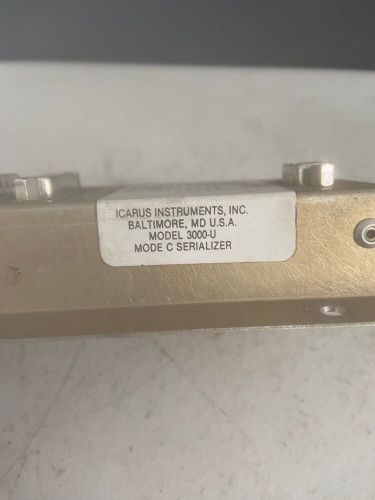 ICARUS INSTRUMENTS, INC.
BALTIMORE, MD U.S.A.
MODEL 3000-U
MODE C SERIALIZER